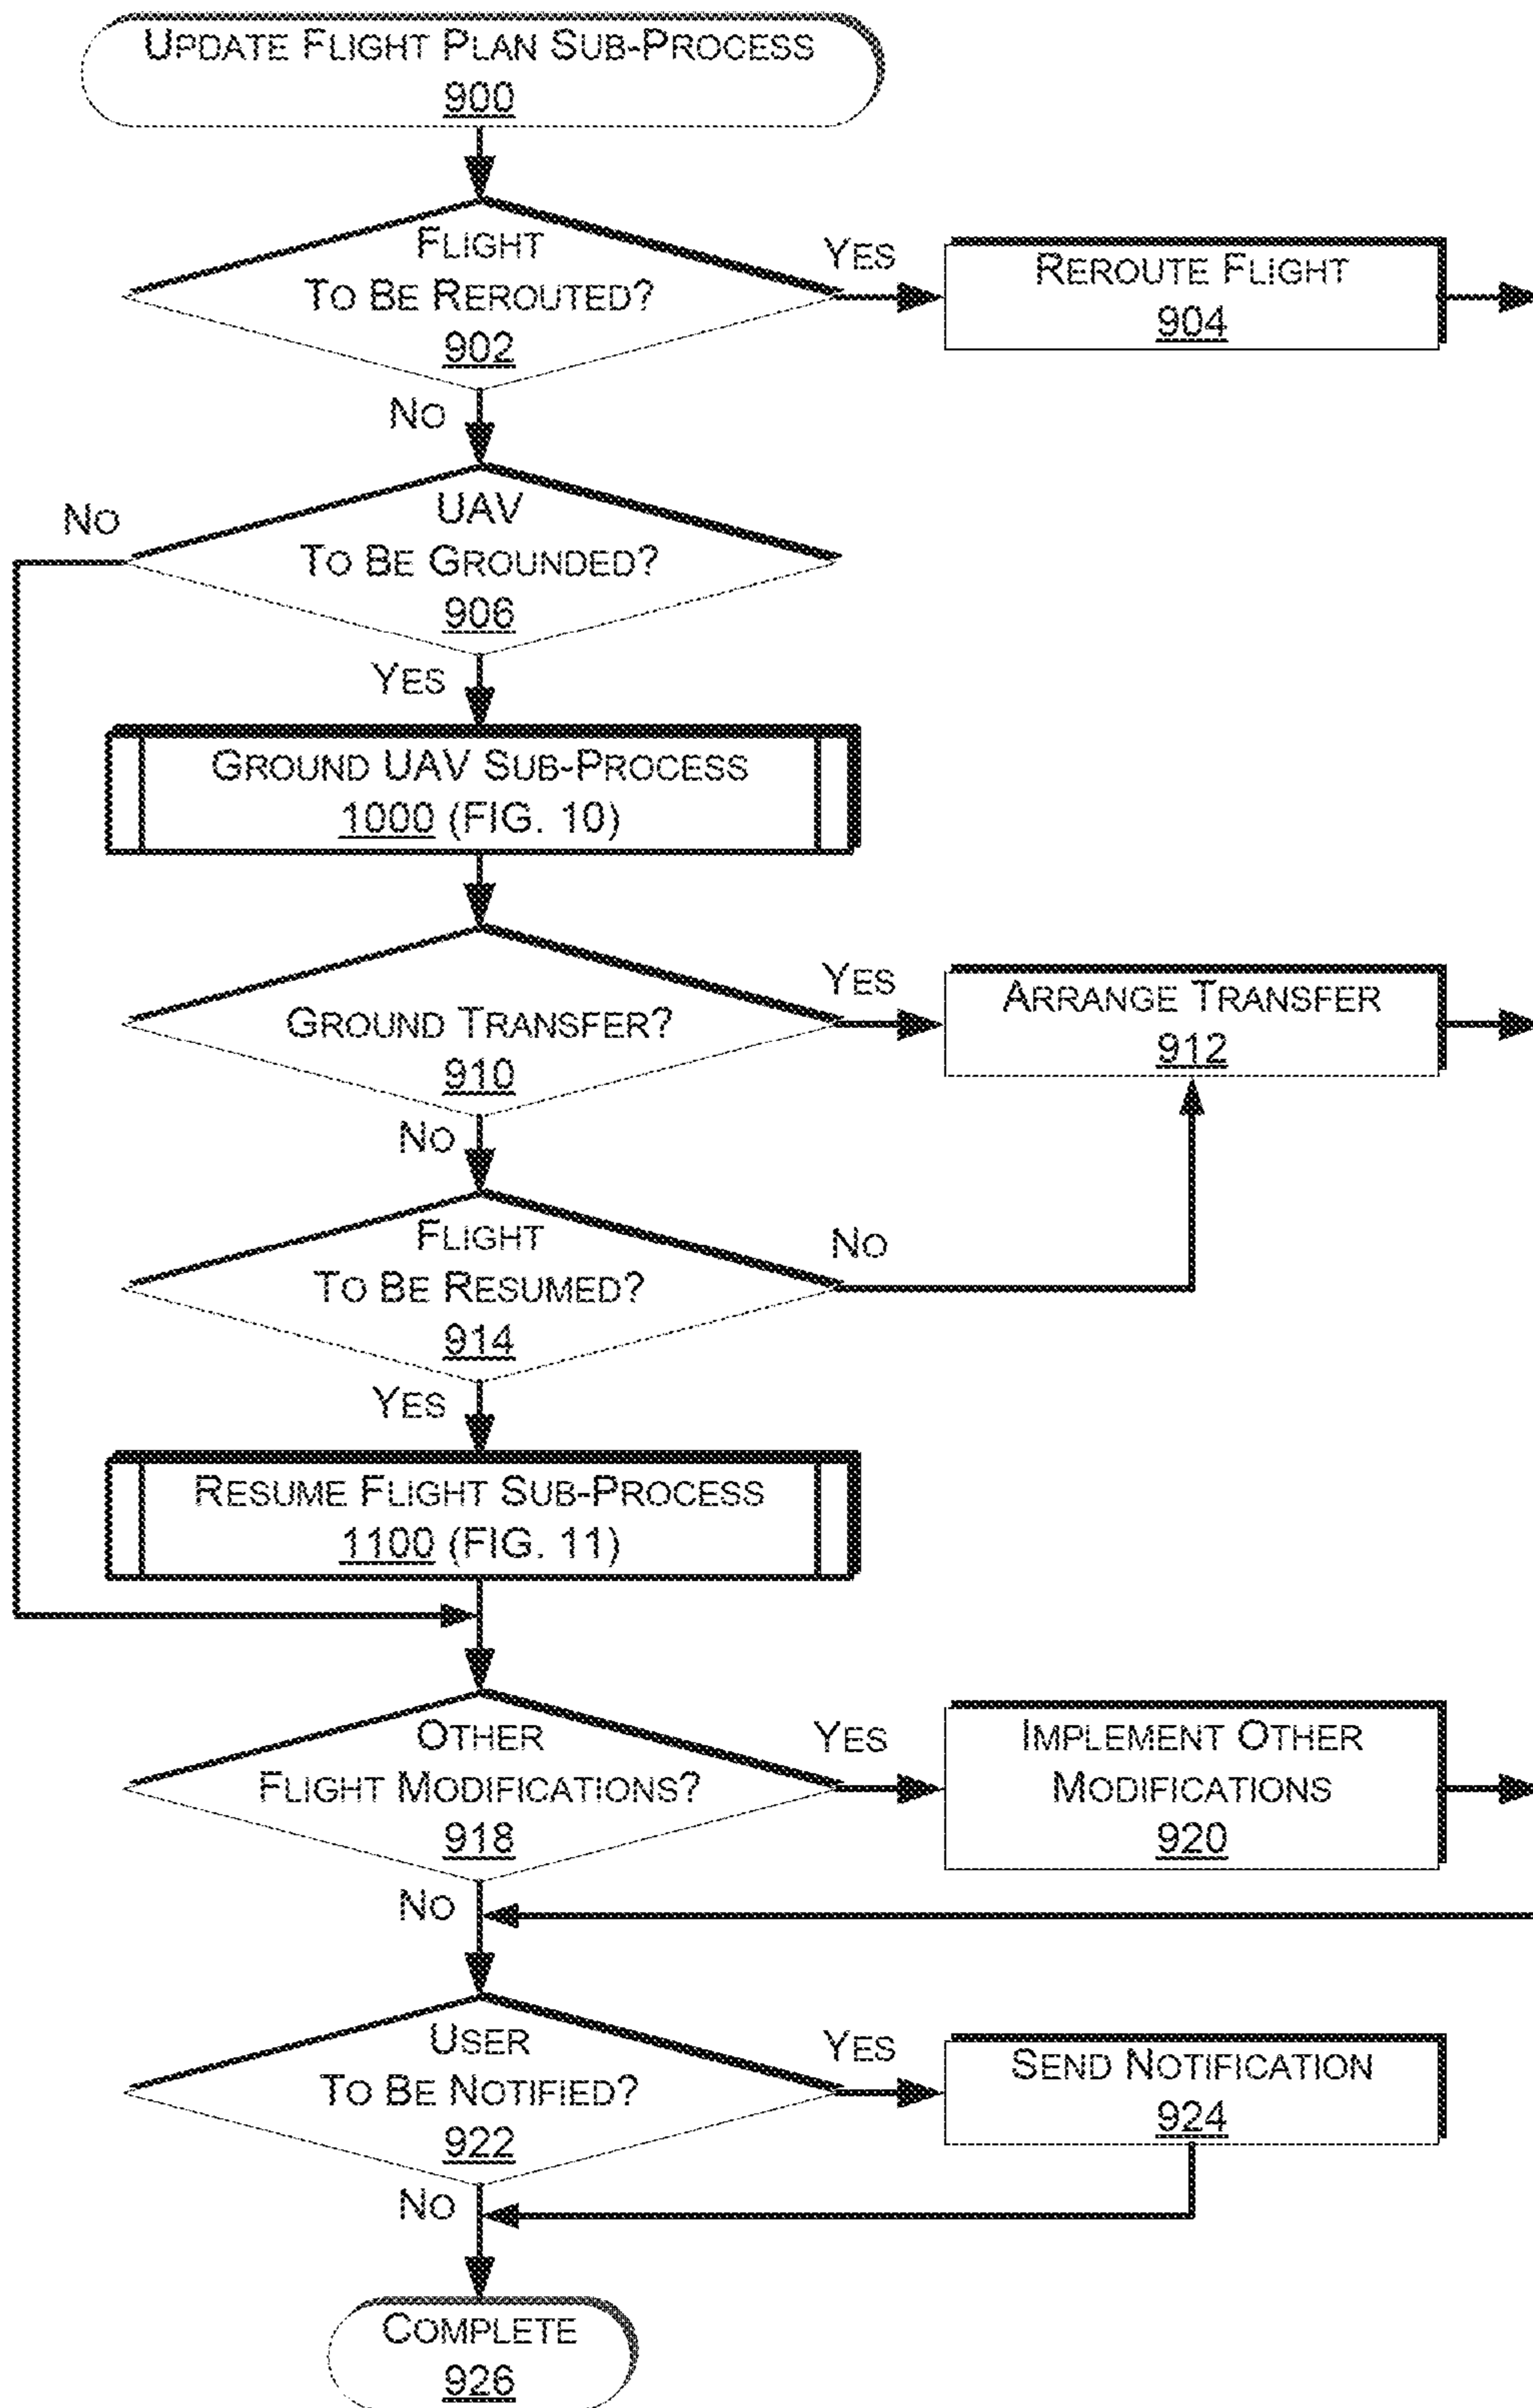 UPDATE FLIGHT PLAN SUB-PROCESS
900
FLIGHT
TO BE REROUTED?
902
YES
REROUTE FLIGHT
904
NO
NO
UAV
TO BE GROUNDED?
906
YES
GROUND UAV SUB-PROCESS
1000 (FIG. 10)
GROUND TRANSFER?
910
YES
ARRANGE TRANSFER
912
NO
FLIGHT
TO BE RESUMED?
914
NO
YES
RESUME FLIGHT SUB-PROCESS
1100 (FIG. 11)
OTHER
FLIGHT MODIFICATIONS?
918
YES
IMPLEMENT OTHER
MODIFICATIONS
920
NO
USER
TO BE NOTIFIED?
922
YES
SEND NOTIFICATION
924
NO
COMPLETE
926